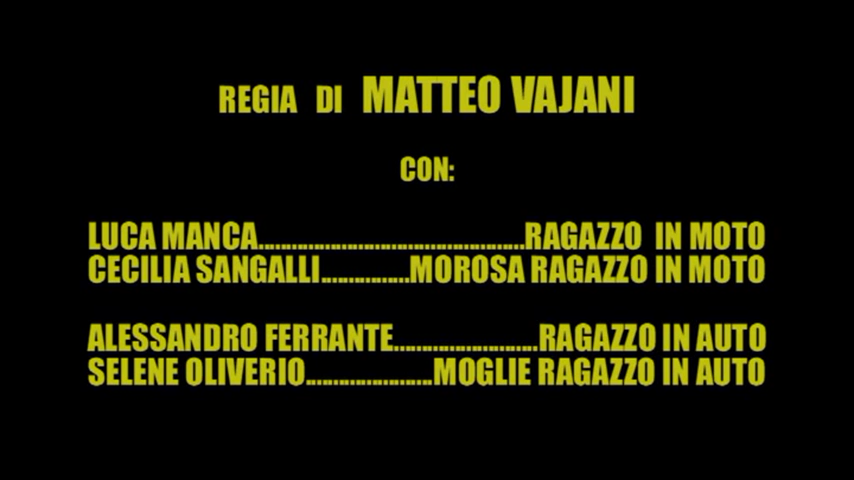 REGIA DI MATTEO VAJANI
CON:
LUCA MANCA................................................RAGAZZO IN MOTO
CECILIA SANGALLI................MOROSA RAGAZZO IN MOTO
ALESSANDRO FERRANTE..........................RAGAZZO IN AUTO
SELENE OLIVERIO.......................MOGLIE RAGAZZO IN AUTO